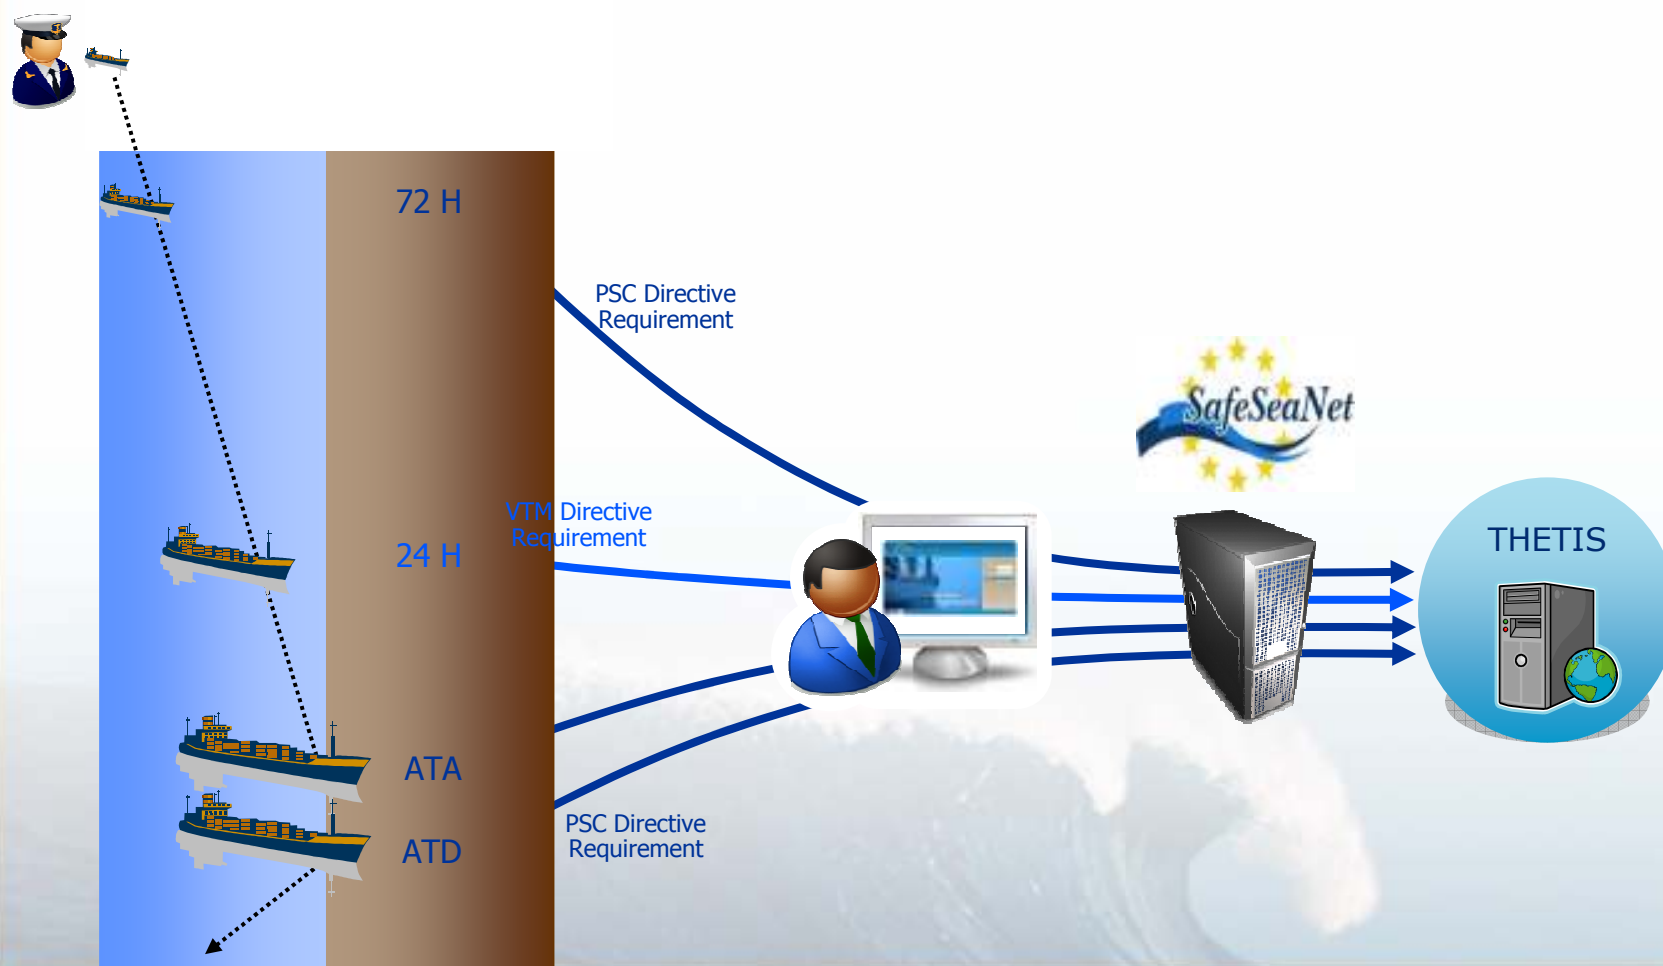 72 H
PSC Directive
Requirement
SafeSeaNet
VTM Directive
Requirement
24 H
THETIS
ATA
PSC Directive
Requirement
ATD